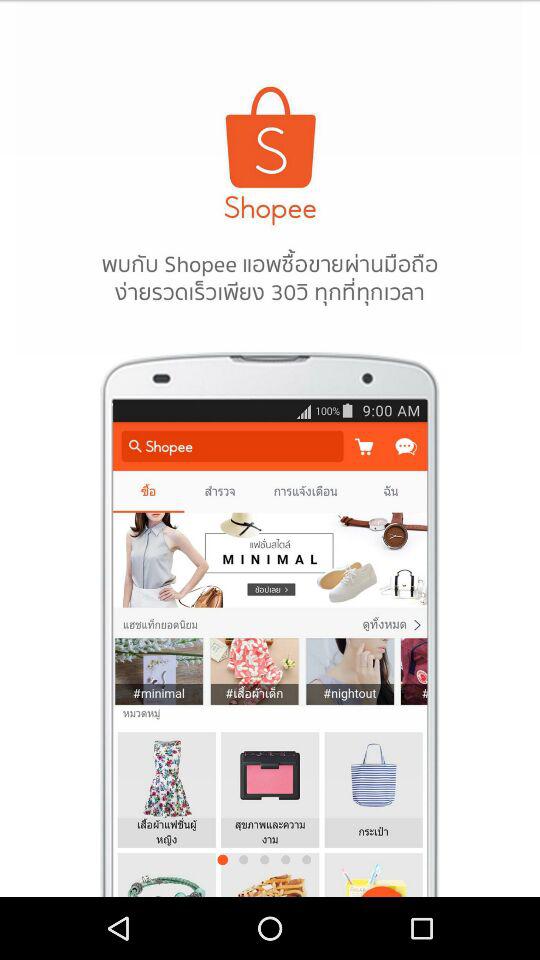 S
Shopee
พบกับ Shopee แอพซื้อขายผ่านมือถือ
ง่ายรวดเร็วเพียง 30วิ ทุกที่ทุกเวลา
100% 9:00 AM
Shopee
ซื้อ สำรวจ การแจ้งเตือน ฉัน
แฟชั่นสไตล์
MINIMAL
ช้อปเลย >
แฮชแท็กยอดนิยม ดูทั้งหมด >
#minimal #เสื้อผ้าเด็ก #nightout #
หมวดหมู่
เสื้อผ้าแฟชั่นผู้หญิง สุขภาพและความงาม กระเป๋า